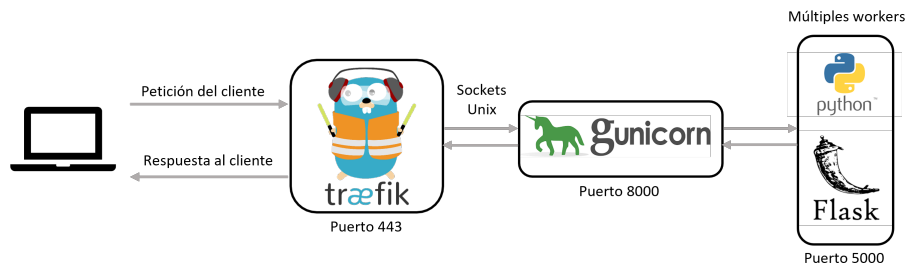 Múltiples workers
Petición del cliente
Respuesta al cliente
træfik
Puerto 443
Sockets
Unix
gunicorn
Puerto 8000
python™
Flask
Puerto 5000